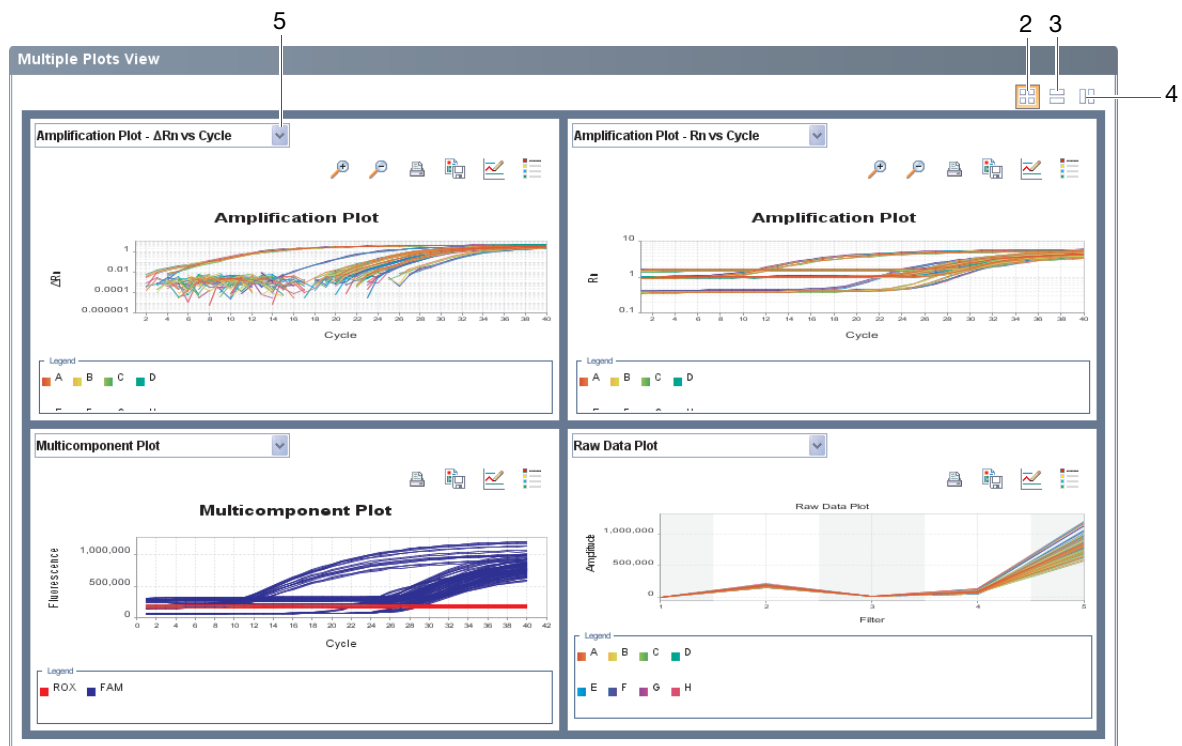 5
2 3
Multiple Plots View
4
Amplification Plot - ΔRn vs Cycle
Amplification Plot
ΔRn
1
0.01
0.0001
0.000001
2 4 6 8 10 12 14 16 18 20 22 24 26 28 30 32 34 36 38 40
Cycle
Legend
A B C D
Amplification Plot - Rn vs Cycle
Amplification Plot
Rn
10
1
0.1
2 4 6 8 10 12 14 16 18 20 22 24 26 28 30 32 34 36 38 40
Cycle
Legend
A B C D
Multicomponent Plot
Multicomponent Plot
Fluorescence
1,000,000
500,000
0
0 2 4 6 8 10 12 14 16 18 20 22 24 26 28 30 32 34 36 38 40 42
Cycle
Legend
ROX FAM
Raw Data Plot
Raw Data Plot
Amplitude
1,000,000
500,000
0
1 2 3 4 5
Filter
Legend
A B C D
E F G H